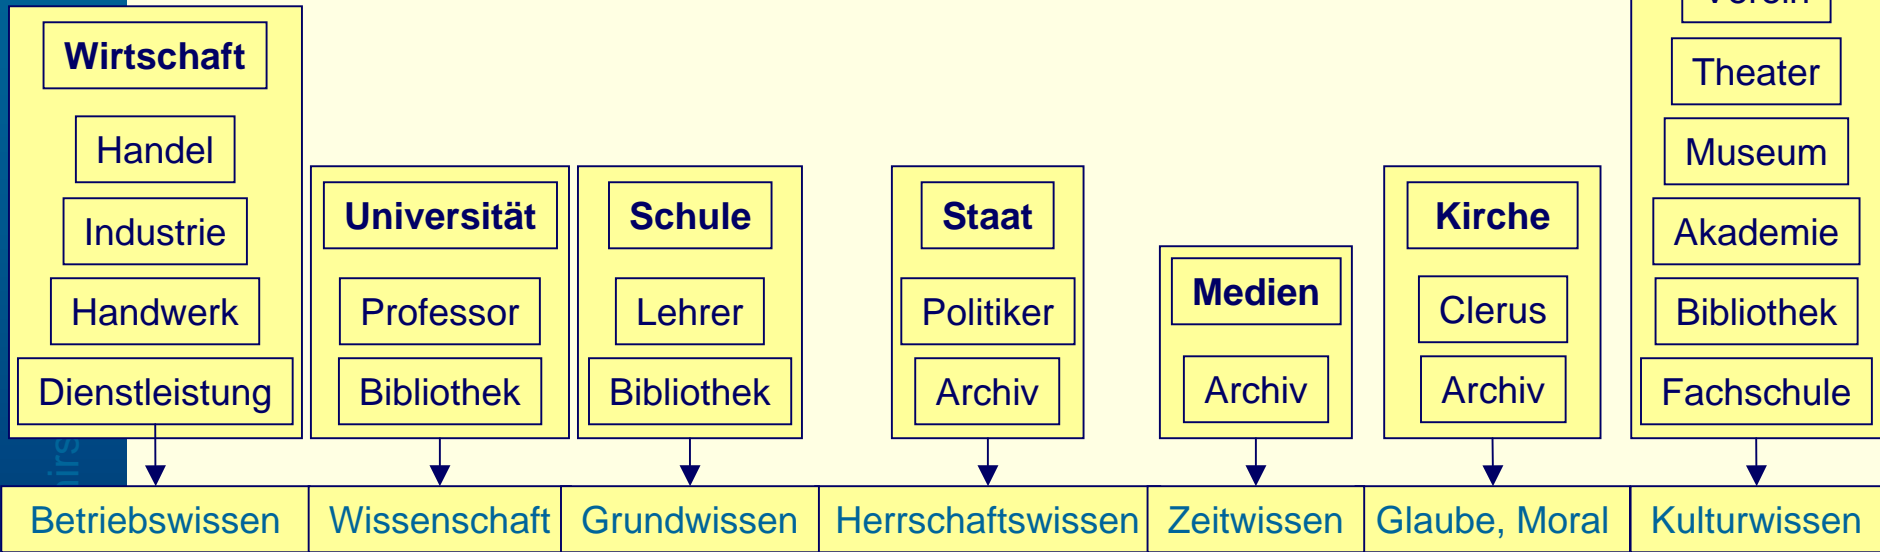 Wirtschaft
Handel
Industrie
Handwerk
Dienstleistung
Universität
Professor
Bibliothek
Schule
Lehrer
Bibliothek
Staat
Politiker
Archiv
Medien
Archiv
Kirche
Clerus
Archiv
Verein
Theater
Museum
Akademie
Bibliothek
Fachschule
Betriebswissen
Wissenschaft
Grundwissen
Herrschaftswissen
Zeitwissen
Glaube, Moral
Kulturwissen